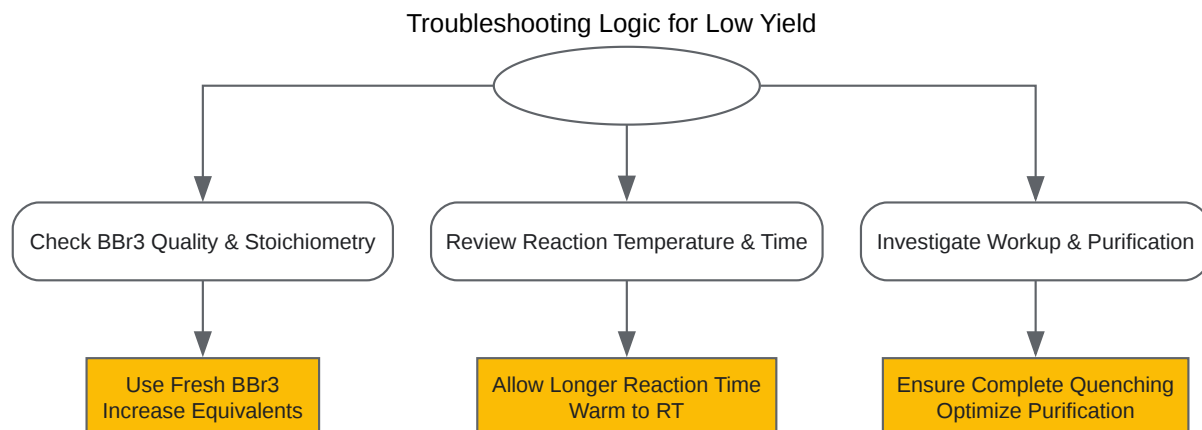 Troubleshooting Logic for Low Yield
Check BBr3 Quality & Stoichiometry
Review Reaction Temperature & Time
Investigate Workup & Purification
Use Fresh BBr3
Increase Equivalents
Allow Longer Reaction Time
Warm to RT
Ensure Complete Quenching
Optimize Purification